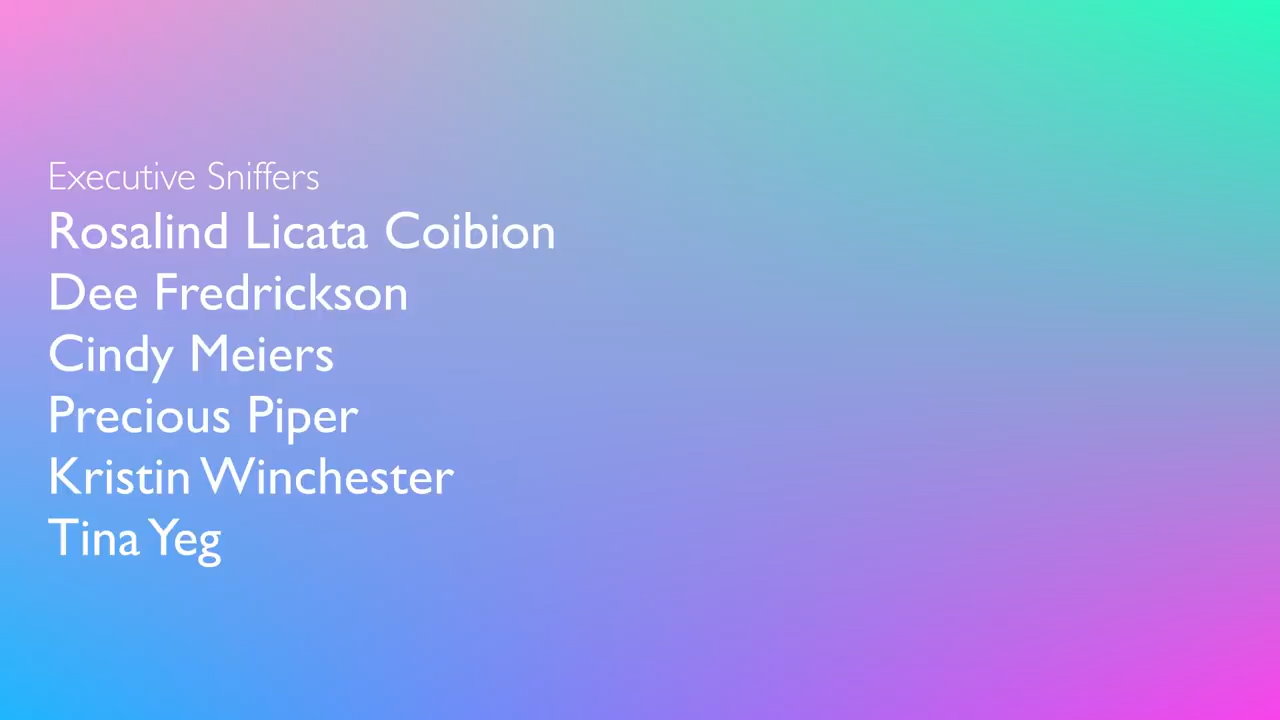 Executive Sniffers
Rosalind Licata Coibion
Dee Fredrickson
Cindy Meiers
Precious Piper
Kristin Winchester
Tina Yeg